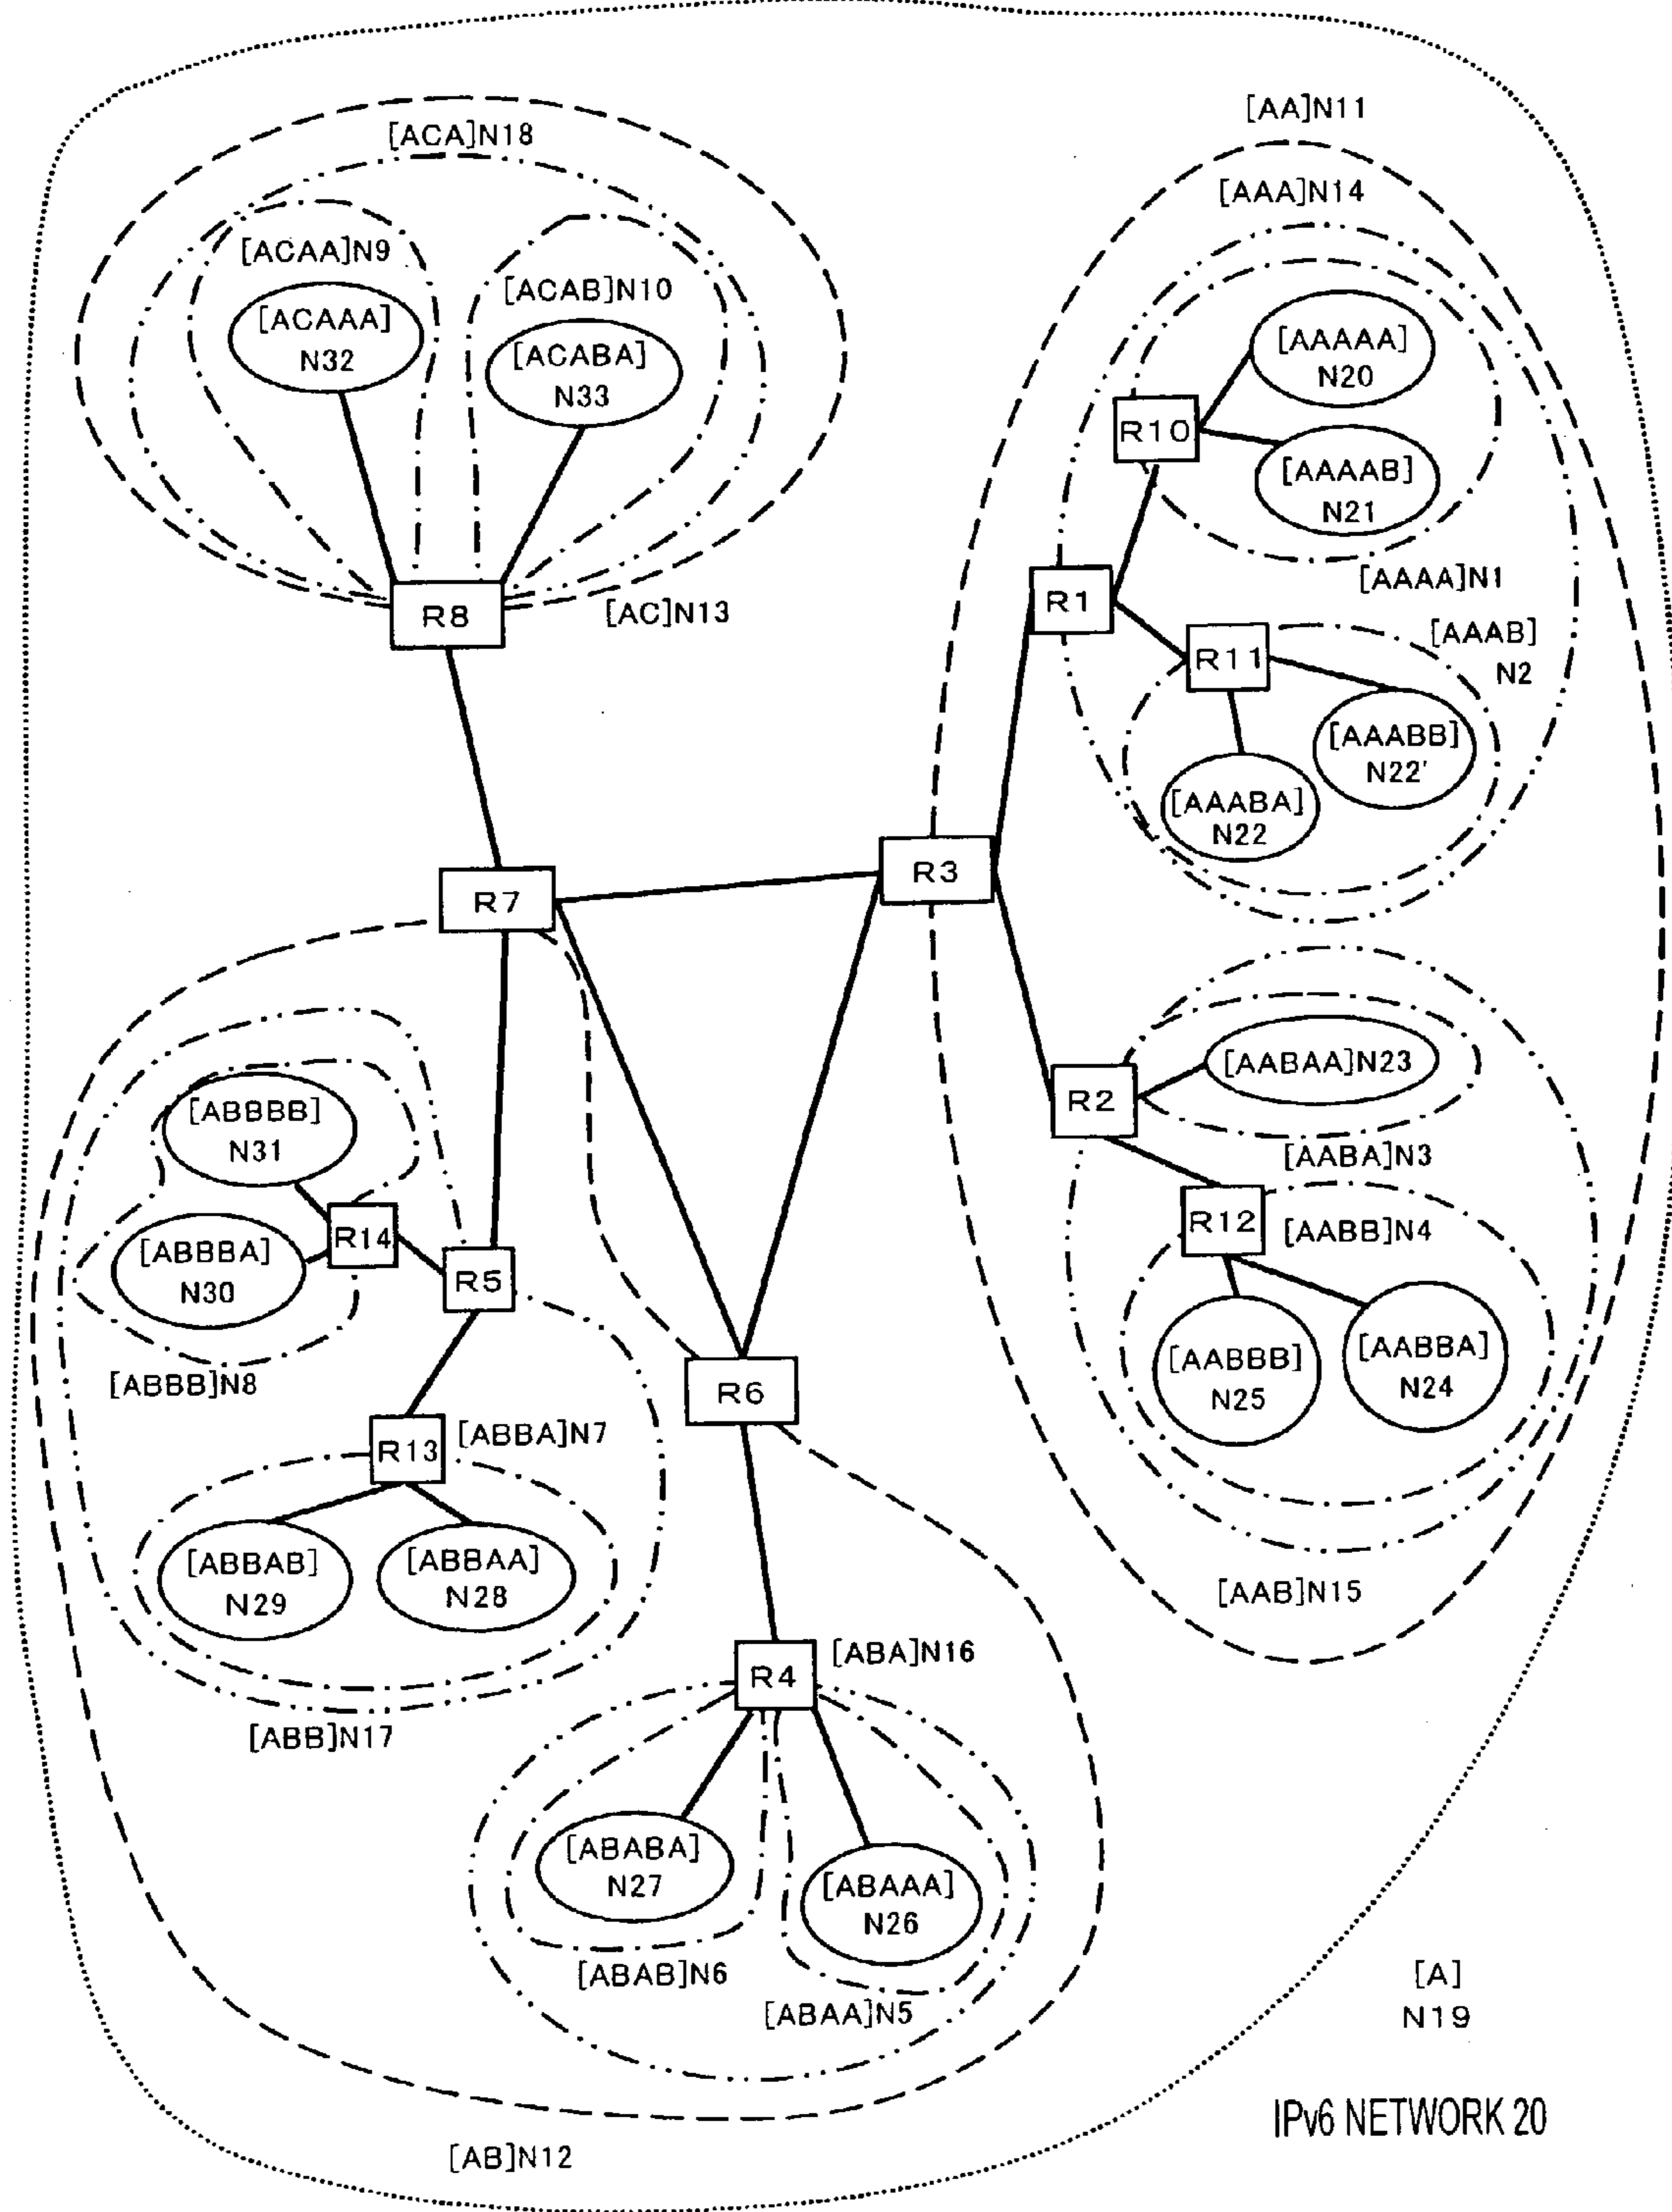 [AA]N11
[ACA]N18
[AAA]N14
[ACAA]N9
[ACAB]N10
[ACAAA]
N32
[ACABA]
N33
[AAAAA]
N20
R10
[AAAAB]
N21
[AAAA]N1
R8
[AC]N13
R1
[AAAB]
N2
R11
[AAABB]
N22'
[AAABA]
N22
R3
R7
[AABAA]N23
R2
[AABA]N3
[ABBBB]
N31
R12
[AABB]N4
R14
[ABBBA]
N30
R5
[AABBB]
N25
[AABBA]
N24
[ABBB]N8
R6
R13
[ABBA]N7
[ABBAB]
N29
[ABBAA]
N28
[AAB]N15
R4
[ABA]N16
[ABB]N17
[ABABA]
N27
[ABAAA]
N26
[ABAB]N6
[ABAA]N5
[A]
N19
IPv6 NETWORK 20
[AB]N12